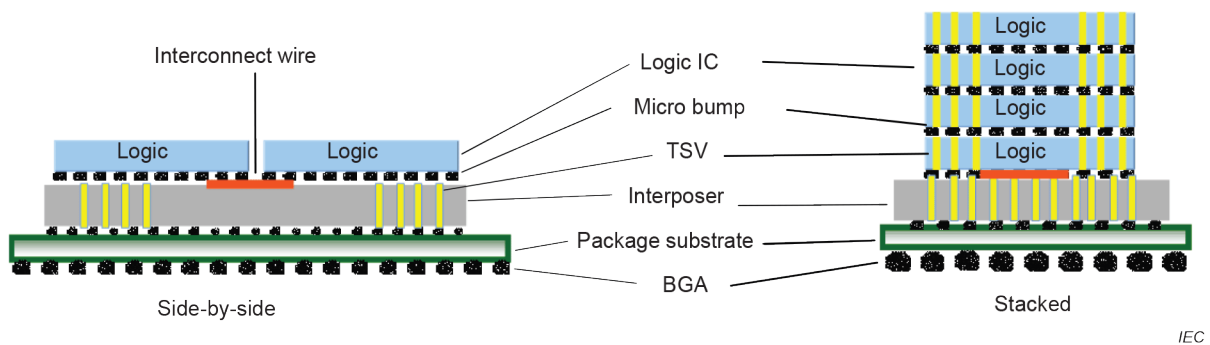 Interconnect wire
Logic
Logic
Side-by-side
Logic IC
Micro bump
TSV
Interposer
Package substrate
BGA
Logic
Logic
Logic
Logic
Stacked
IEC